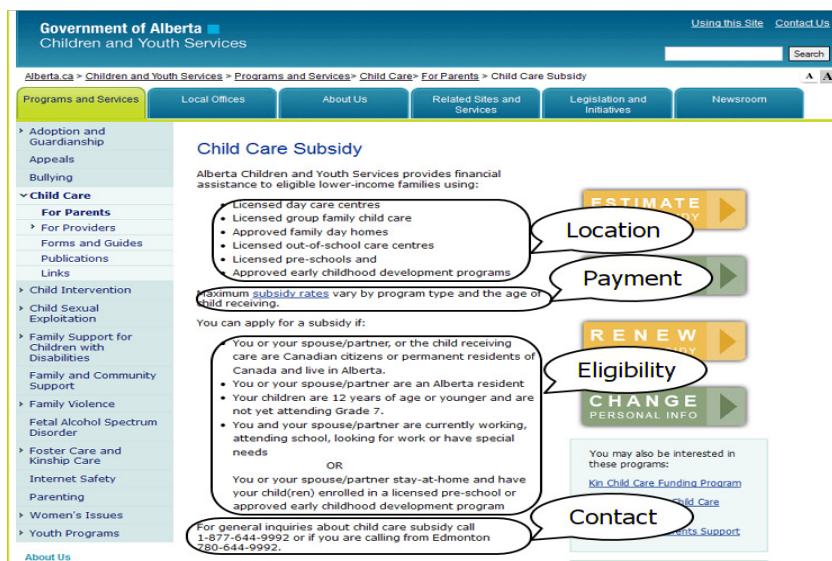 Government of Alberta
Children and Youth Services
Using this Site Contact Us
Search
Alberta.ca > Children and Youth Services > Programs and Services> Child Care> For Parents > Child Care Subsidy
A A
Programs and Services
Local Offices
About Us
Related Sites and
Services
Legislation and
Initiatives
Newsroom
Adoption and
Guardianship
Appeals
Bullying
Child Care
For Parents
For Providers
Forms and Guides
Publications
Links
Child Intervention
Child Sexual
Exploitation
Family Support for
Children with
Disabilities
Family and Community
Support
Family Violence
Fetal Alcohol Spectrum
Disorder
Foster Care and
Kinship Care
Internet Safety
Parenting
Women's Issues
Youth Programs
About Us
Child Care Subsidy
Alberta Children and Youth Services provides financial
assistance to eligible lower-income families using:
• Licensed day care centres
• Licensed group family child care
• Approved family day homes
• Licensed out-of-school care centres
• Licensed pre-schools and
• Approved early childhood development programs
Maximum subsidy rates vary by program type and the age of
child receiving.
You can apply for a subsidy if:
• You or your spouse/partner, or the child receiving
care are Canadian citizens or permanent residents of
Canada and live in Alberta.
• You or your spouse/partner are an Alberta resident
• Your children are 12 years of age or younger and are
not yet attending Grade 7.
• You and your spouse/partner are currently working,
attending school, looking for work or have special
needs
OR
You or your spouse/partner stay-at-home and have
your child(ren) enrolled in a licensed pre-school or
approved early childhood development program
For general inquiries about child care subsidy call
1-877-644-9992 or if you are calling from Edmonton
780-644-9992.
ESTIMATE
Location
Payment
RENEW
Eligibility
CHANGE
PERSONAL INFO
You may also be interested in
these programs:
Kin Child Care Funding Program
Child Care
Contact
Support